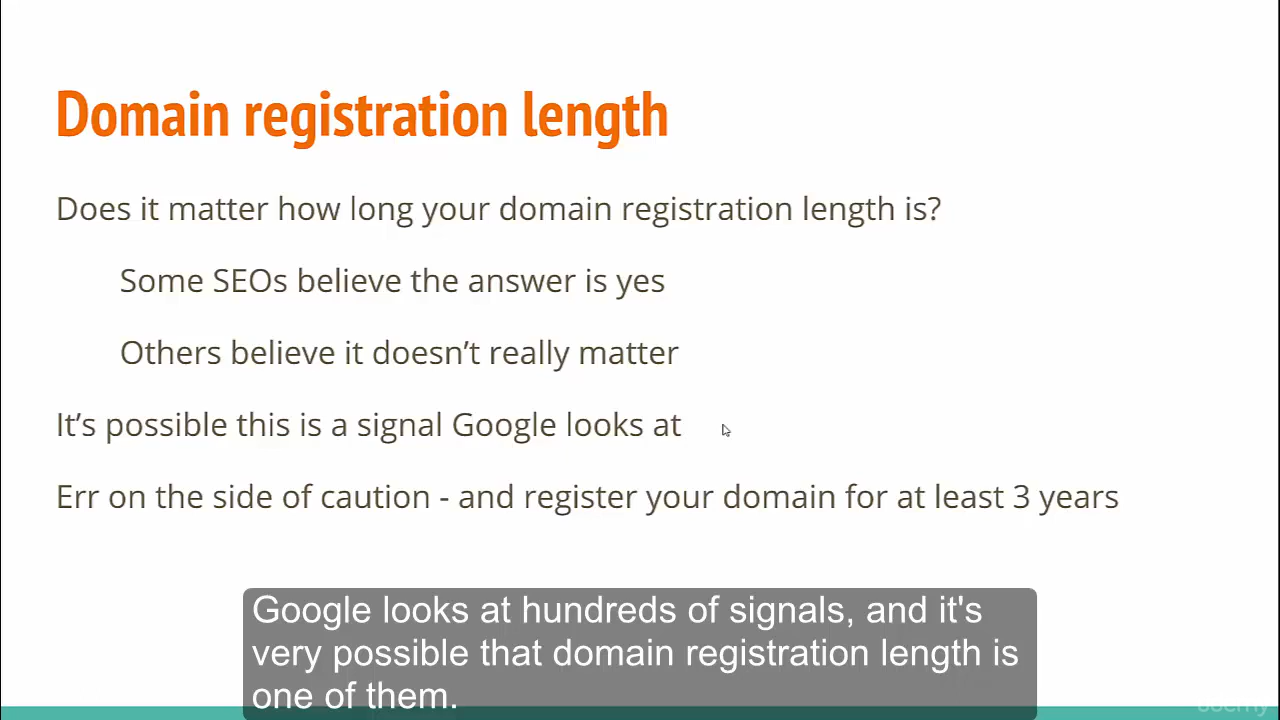 Domain registration length
Does it matter how long your domain registration length is?
Some SEOs believe the answer is yes
Others believe it doesn’t really matter
It’s possible this is a signal Google looks at
Err on the side of caution - and register your domain for at least 3 years
Google looks at hundreds of signals, and it's
very possible that domain registration length is
one of them.